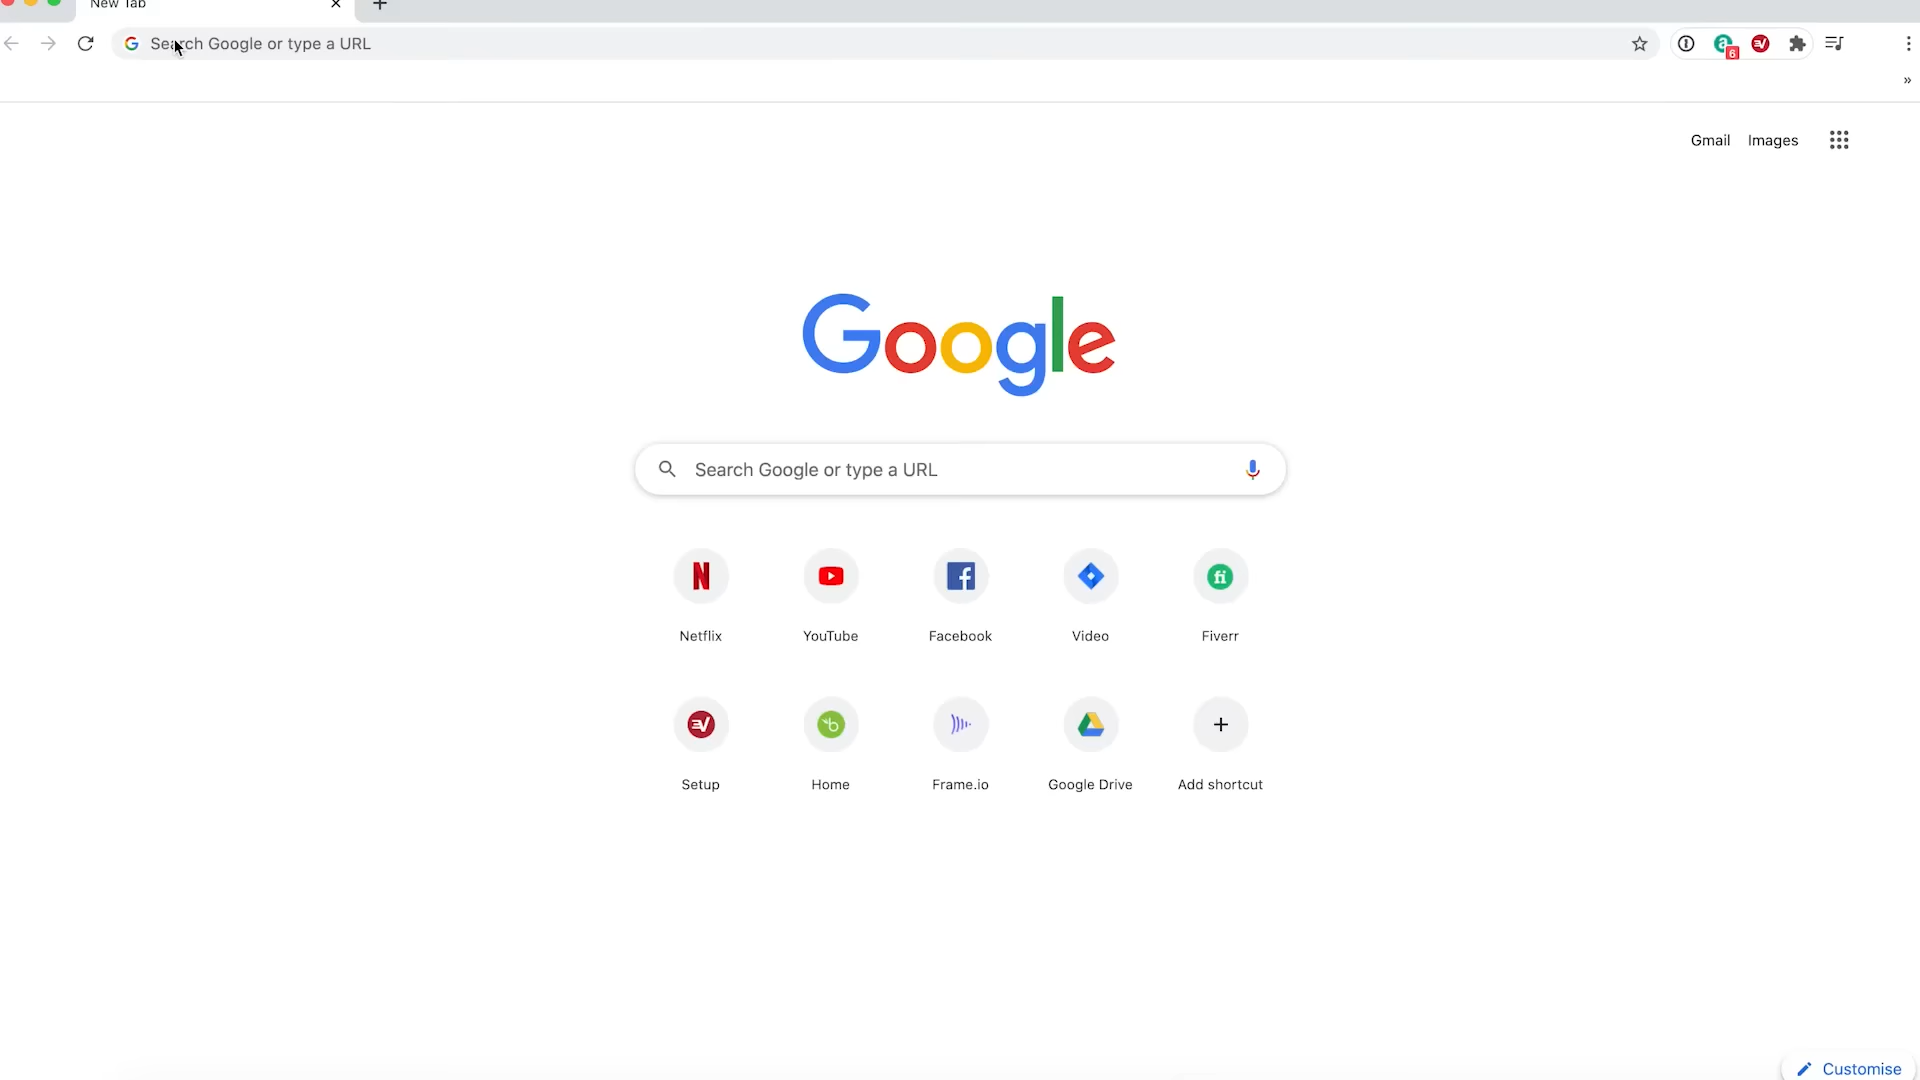 New Tab
Search Google or type a URL
6
Gmail Images
Google
Search Google or type a URL
Netflix YouTube Facebook Video Fiverr
Setup Home Frame.io Google Drive Add shortcut
Customise